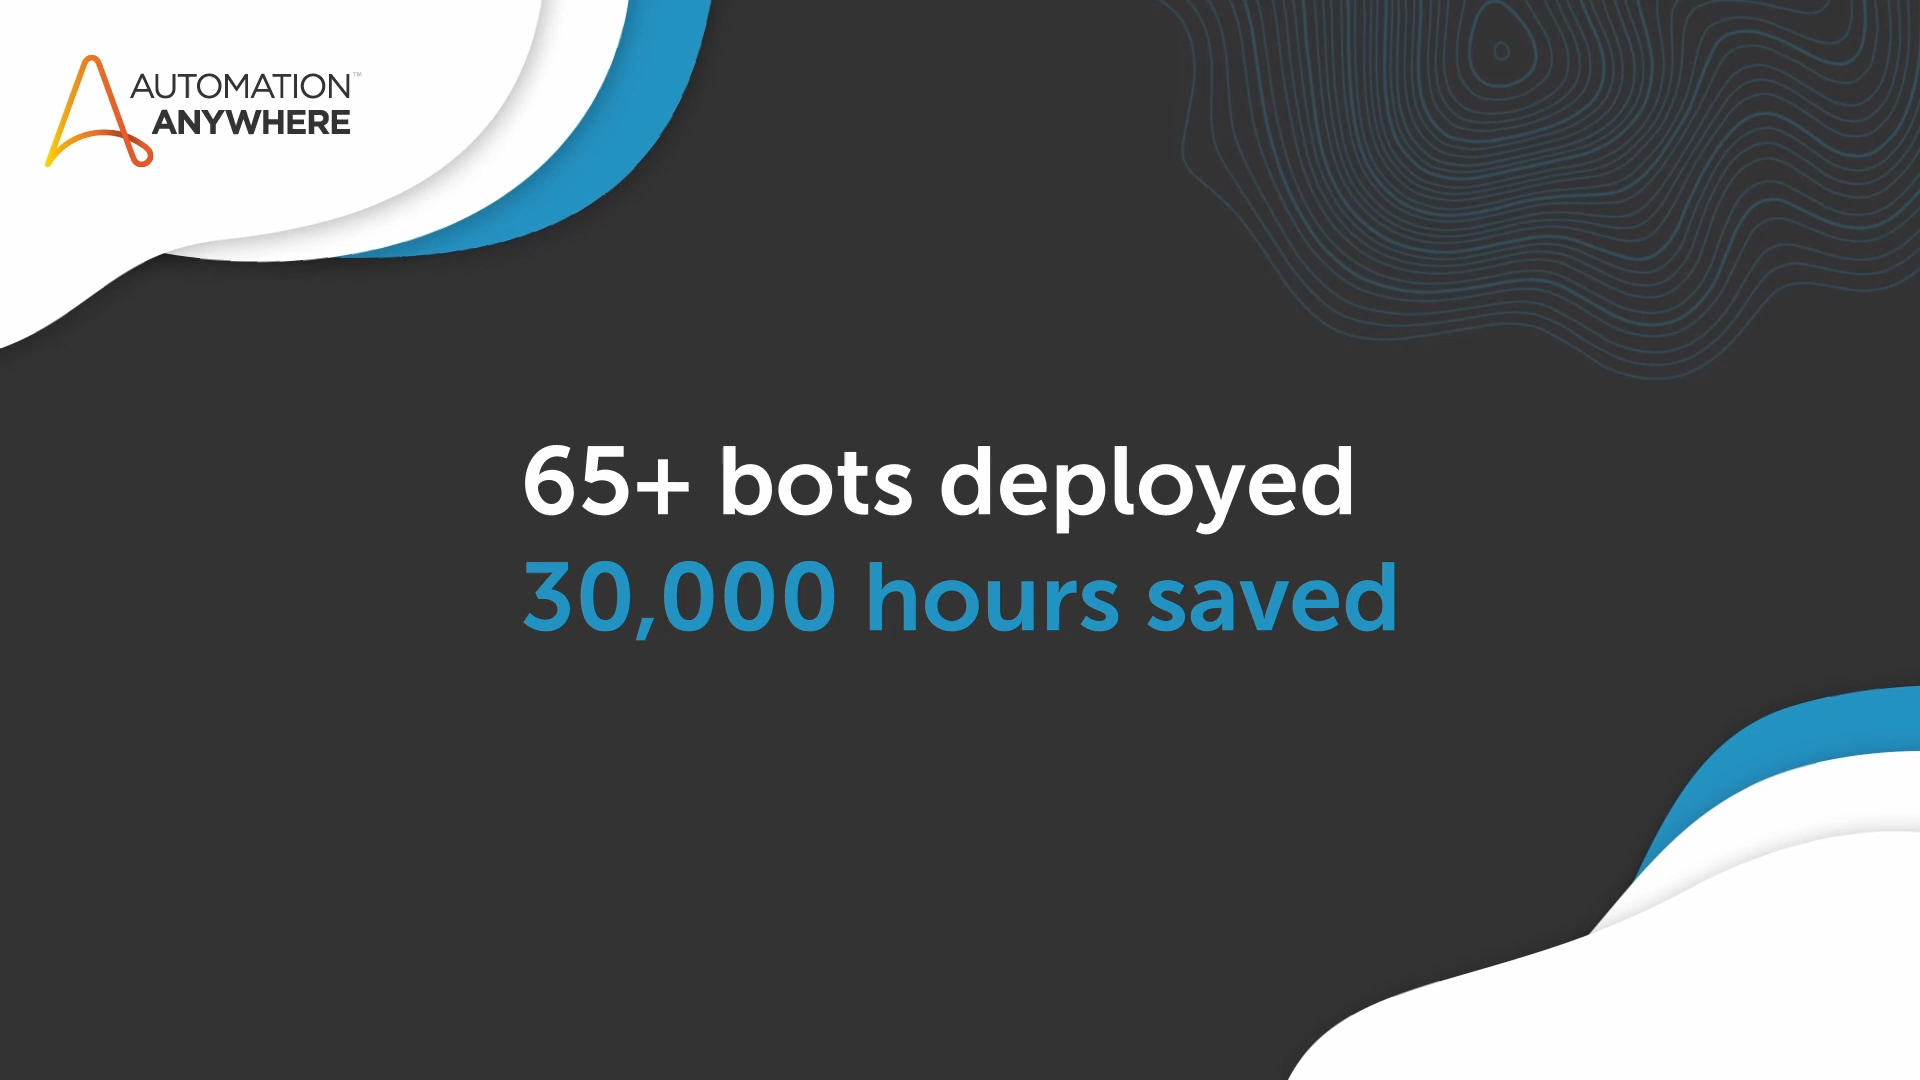 AUTOMATION™
ANYWHERE
65+ bots deployed
30,000 hours saved